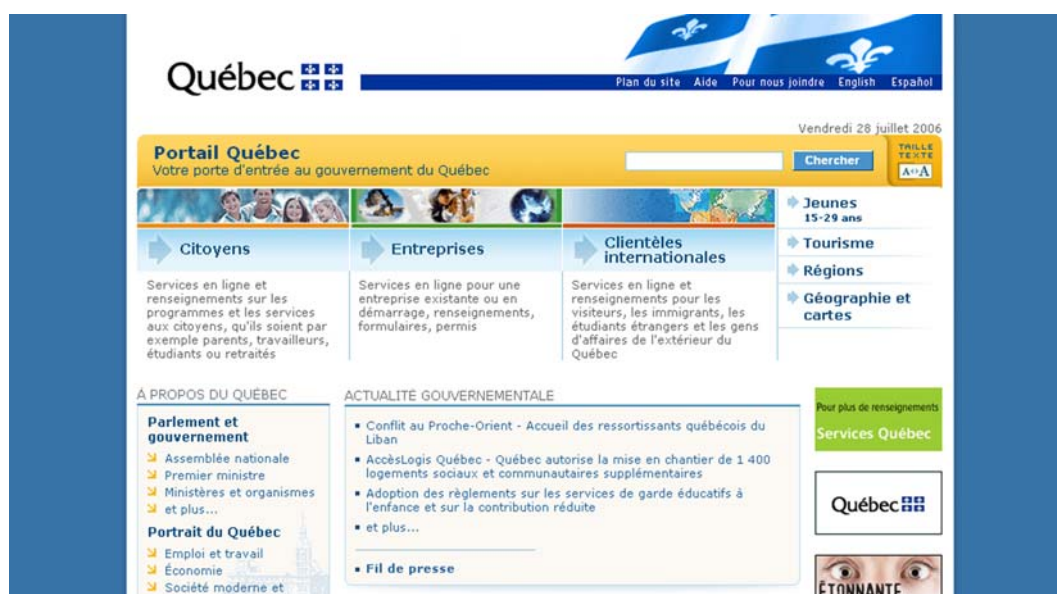 Québec
Plan du site Aide Pour nous joindre English Español
Vendredi 28 juillet 2006
Portail Québec
Votre porte d'entrée au gouvernement du Québec
Chercher
TAILLE
TEXTE
A A
Citoyens
Services en ligne et
renseignements sur les
programmes et les services
aux citoyens, qu'ils soient par
exemple parents, travailleurs,
étudiants ou retraités
Entreprises
Services en ligne pour une
entreprise existante ou en
démarrage, renseignements,
formulaires, permis
Clientèles
internationales
Services en ligne et
renseignements pour les
visiteurs, les immigrants, les
étudiants étrangers et les gens
d'affaires de l'extérieur du
Québec
Jeunes
15-29 ans
Tourisme
Régions
Géographie et
cartes
À PROPOS DU QUÉBEC
Parlement et
gouvernement
Assemblée nationale
Premier ministre
Ministères et organismes
et plus...
Portrait du Québec
Emploi et travail
Économie
Société moderne et
ACTUALITÉ GOUVERNEMENTALE
Conflit au Proche-Orient - Accueil des ressortissants québécois du
Liban
AccèsLogis Québec - Québec autorise la mise en chantier de 1 400
logements sociaux et communautaires supplémentaires
Adoption des règlements sur les services de garde éducatifs à
l'enfance et sur la contribution réduite
et plus...
Fil de presse
Pour plus de renseignements
Services Québec
Québec
ÉTONNANTE